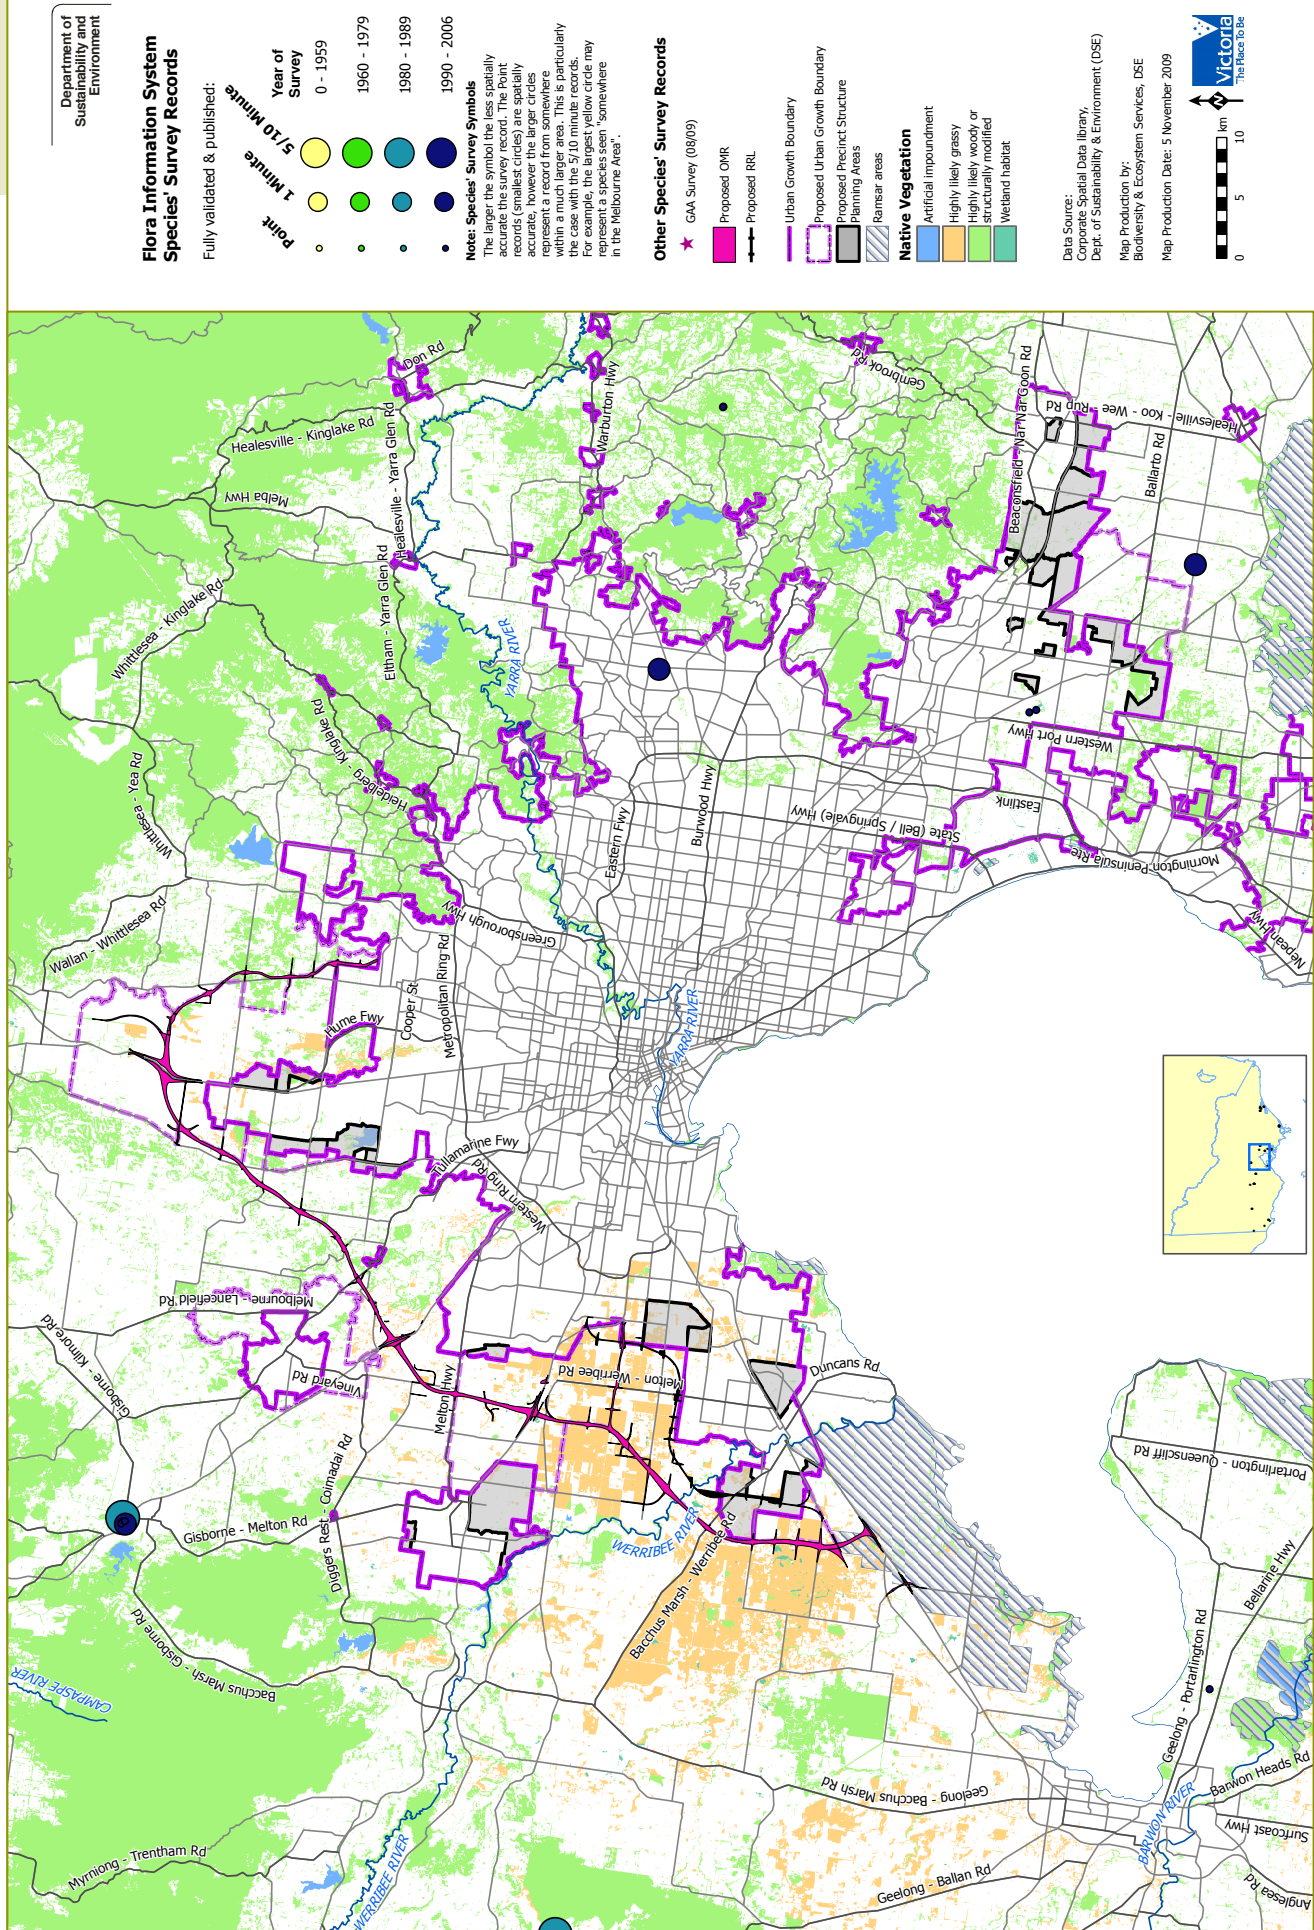 Department of
Sustainability and
Environment
Flora Information System
Species' Survey Records
Fully validated & published:
Point
1 Minute
5/10 Minute
Year of
Survey
0 - 1959
1960 - 1979
1980 - 1989
1990 - 2006
Note: Species' Survey Symbols
The larger the symbol the less spatially
accurate the survey record. The Point
records (smallest circles) are spatially
accurate, however the larger circles
represent a record from somewhere
within a much larger area. This is particularly
the case with the 5/10 minute records.
For example, the largest yellow circle may
represent a species seen "somewhere
in the Melbourne Area".
Other Species' Survey Records
GAA Survey (08/09)
Proposed OMR
Proposed RRL
Urban Growth Boundary
Proposed Urban Growth Boundary
Proposed Precinct Structure
Planning Areas
Ramsar areas
Native Vegetation
Artificial impoundment
Highly likely grassy
Highly likely woody or
structurally modified
Wetland habitat
Data Source:
Corporate Spatial Data library,
Dept. of Sustainability & Environment (DSE)
Map Production by:
Biodiversity & Ecosystem Services, DSE
Map Production Date: 5 November 2009
0
5
10
km
N
Victoria
The Place To Be
CAMPASPE RIVER
Myrniong - Trentham Rd
WERRIBEE RIVER
Bacchus Marsh - Gisborne Rd
Gisborne - Kilmore Rd
Gisborne - Melton Rd
Diggers Rest - Coimadai Rd
Vineyard Rd
Melbourne - Lancefield Rd
Melton Hwy
Melton - Werribee Rd
WERRIBEE RIVER
Bacchus Marsh - Werribee Rd
Duncans Rd
Geelong - Bacchus Marsh Rd
Geelong - Ballan Rd
Geelong - Portarlington Rd
Portarlington - Queenscliff Rd
Bellarine Hwy
Barwon Heads Rd
BARWON RIVER
Surfcoast Hwy
Anglesea Rd
Wallan - Whittlesea Rd
Whittlesea - Yea Rd
Whittlesea - Kinglake Rd
Hume Fwy
Cooper St
Metropolitan Ring Rd
Tullamarine Fwy
Western Ring Rd
Greensborough Hwy
Heidelberg - Kinglake Rd
Eltham - Yarra Glen Rd
Melba Hwy
Healesville - Kinglake Rd
Healesville - Yarra Glen Rd
Don Rd
YARRA RIVER
YARRA RIVER
Warburton Hwy
Eastern Fwy
Burwood Hwy
State (Bell / Springvale) Hwy
Eastlink
Mornington Peninsula Rte
Nepean Hwy
Western Port Hwy
Gembrook Rd
Beaconsfield - Nar Nar Goon Rd
Healesville - Koo - Wee - Rup Rd
Ballarto Rd